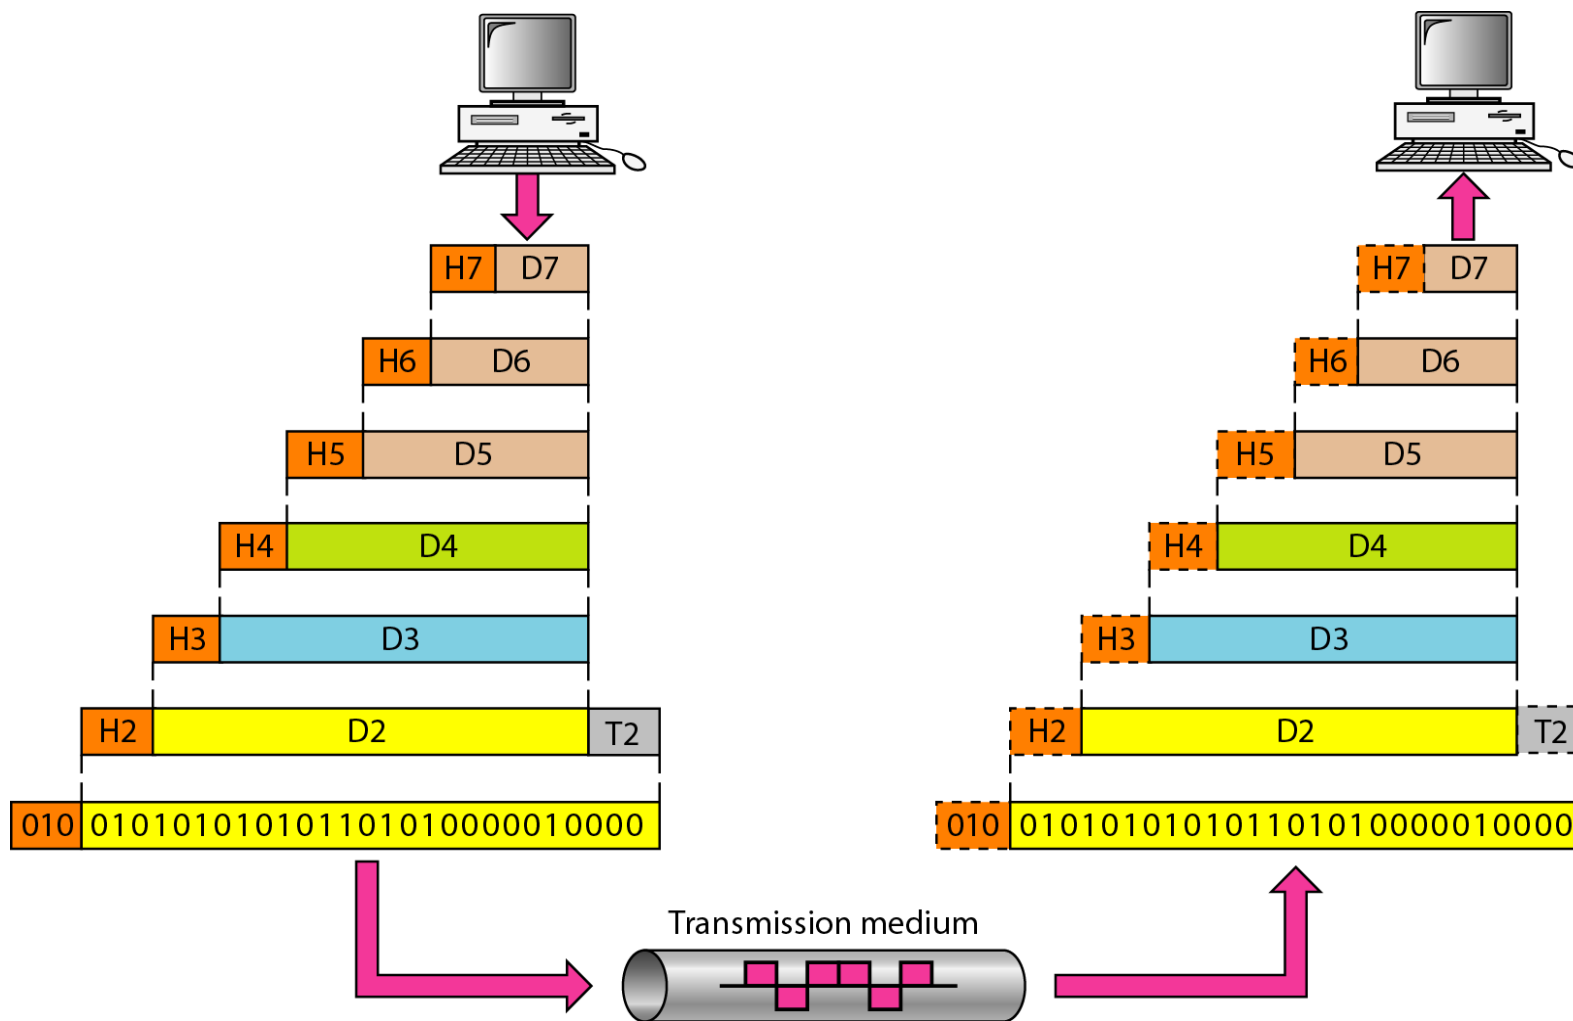 H7 D7 H7 D7
H6 D6 H6 D6
H5 D5 H5 D5
H4 D4 H4 D4
H3 D3 H3 D3
H2 D2 T2 H2 D2 T2
010 010101010101101010000010000 010 010101010101101010000010000
Transmission medium